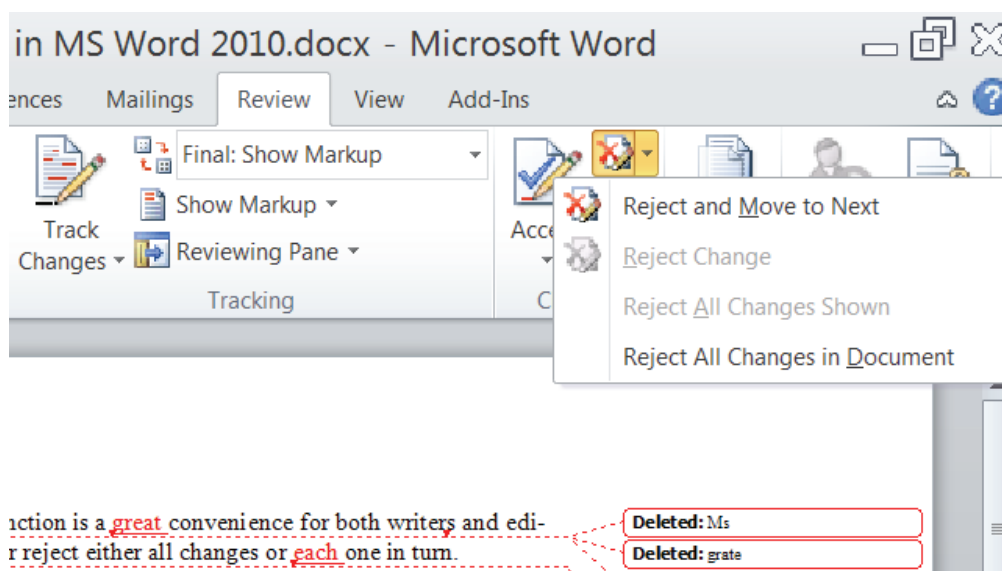 in MS Word 2010.docx - Microsoft Word
ences Mailings Review View Add-Ins
Final: Show Markup
Show Markup
Reviewing Pane
Track
Changes
Tracking
Acce
C
Reject and Move to Next
Reject Change
Reject All Changes Shown
Reject All Changes in Document
nction is a great convenience for both writers and edi-
r reject either all changes or each one in turn.
Deleted: Ms
Deleted: grate